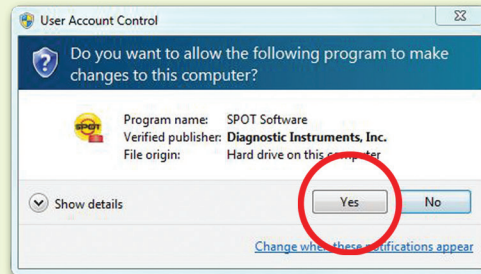 User Account Control
Do you want to allow the following program to make
changes to this computer?
SPOT
Program name: SPOT Software
Verified publisher: Diagnostic Instruments, Inc.
File origin: Hard drive on this computer
Show details
Yes
No
Change when these notifications appear